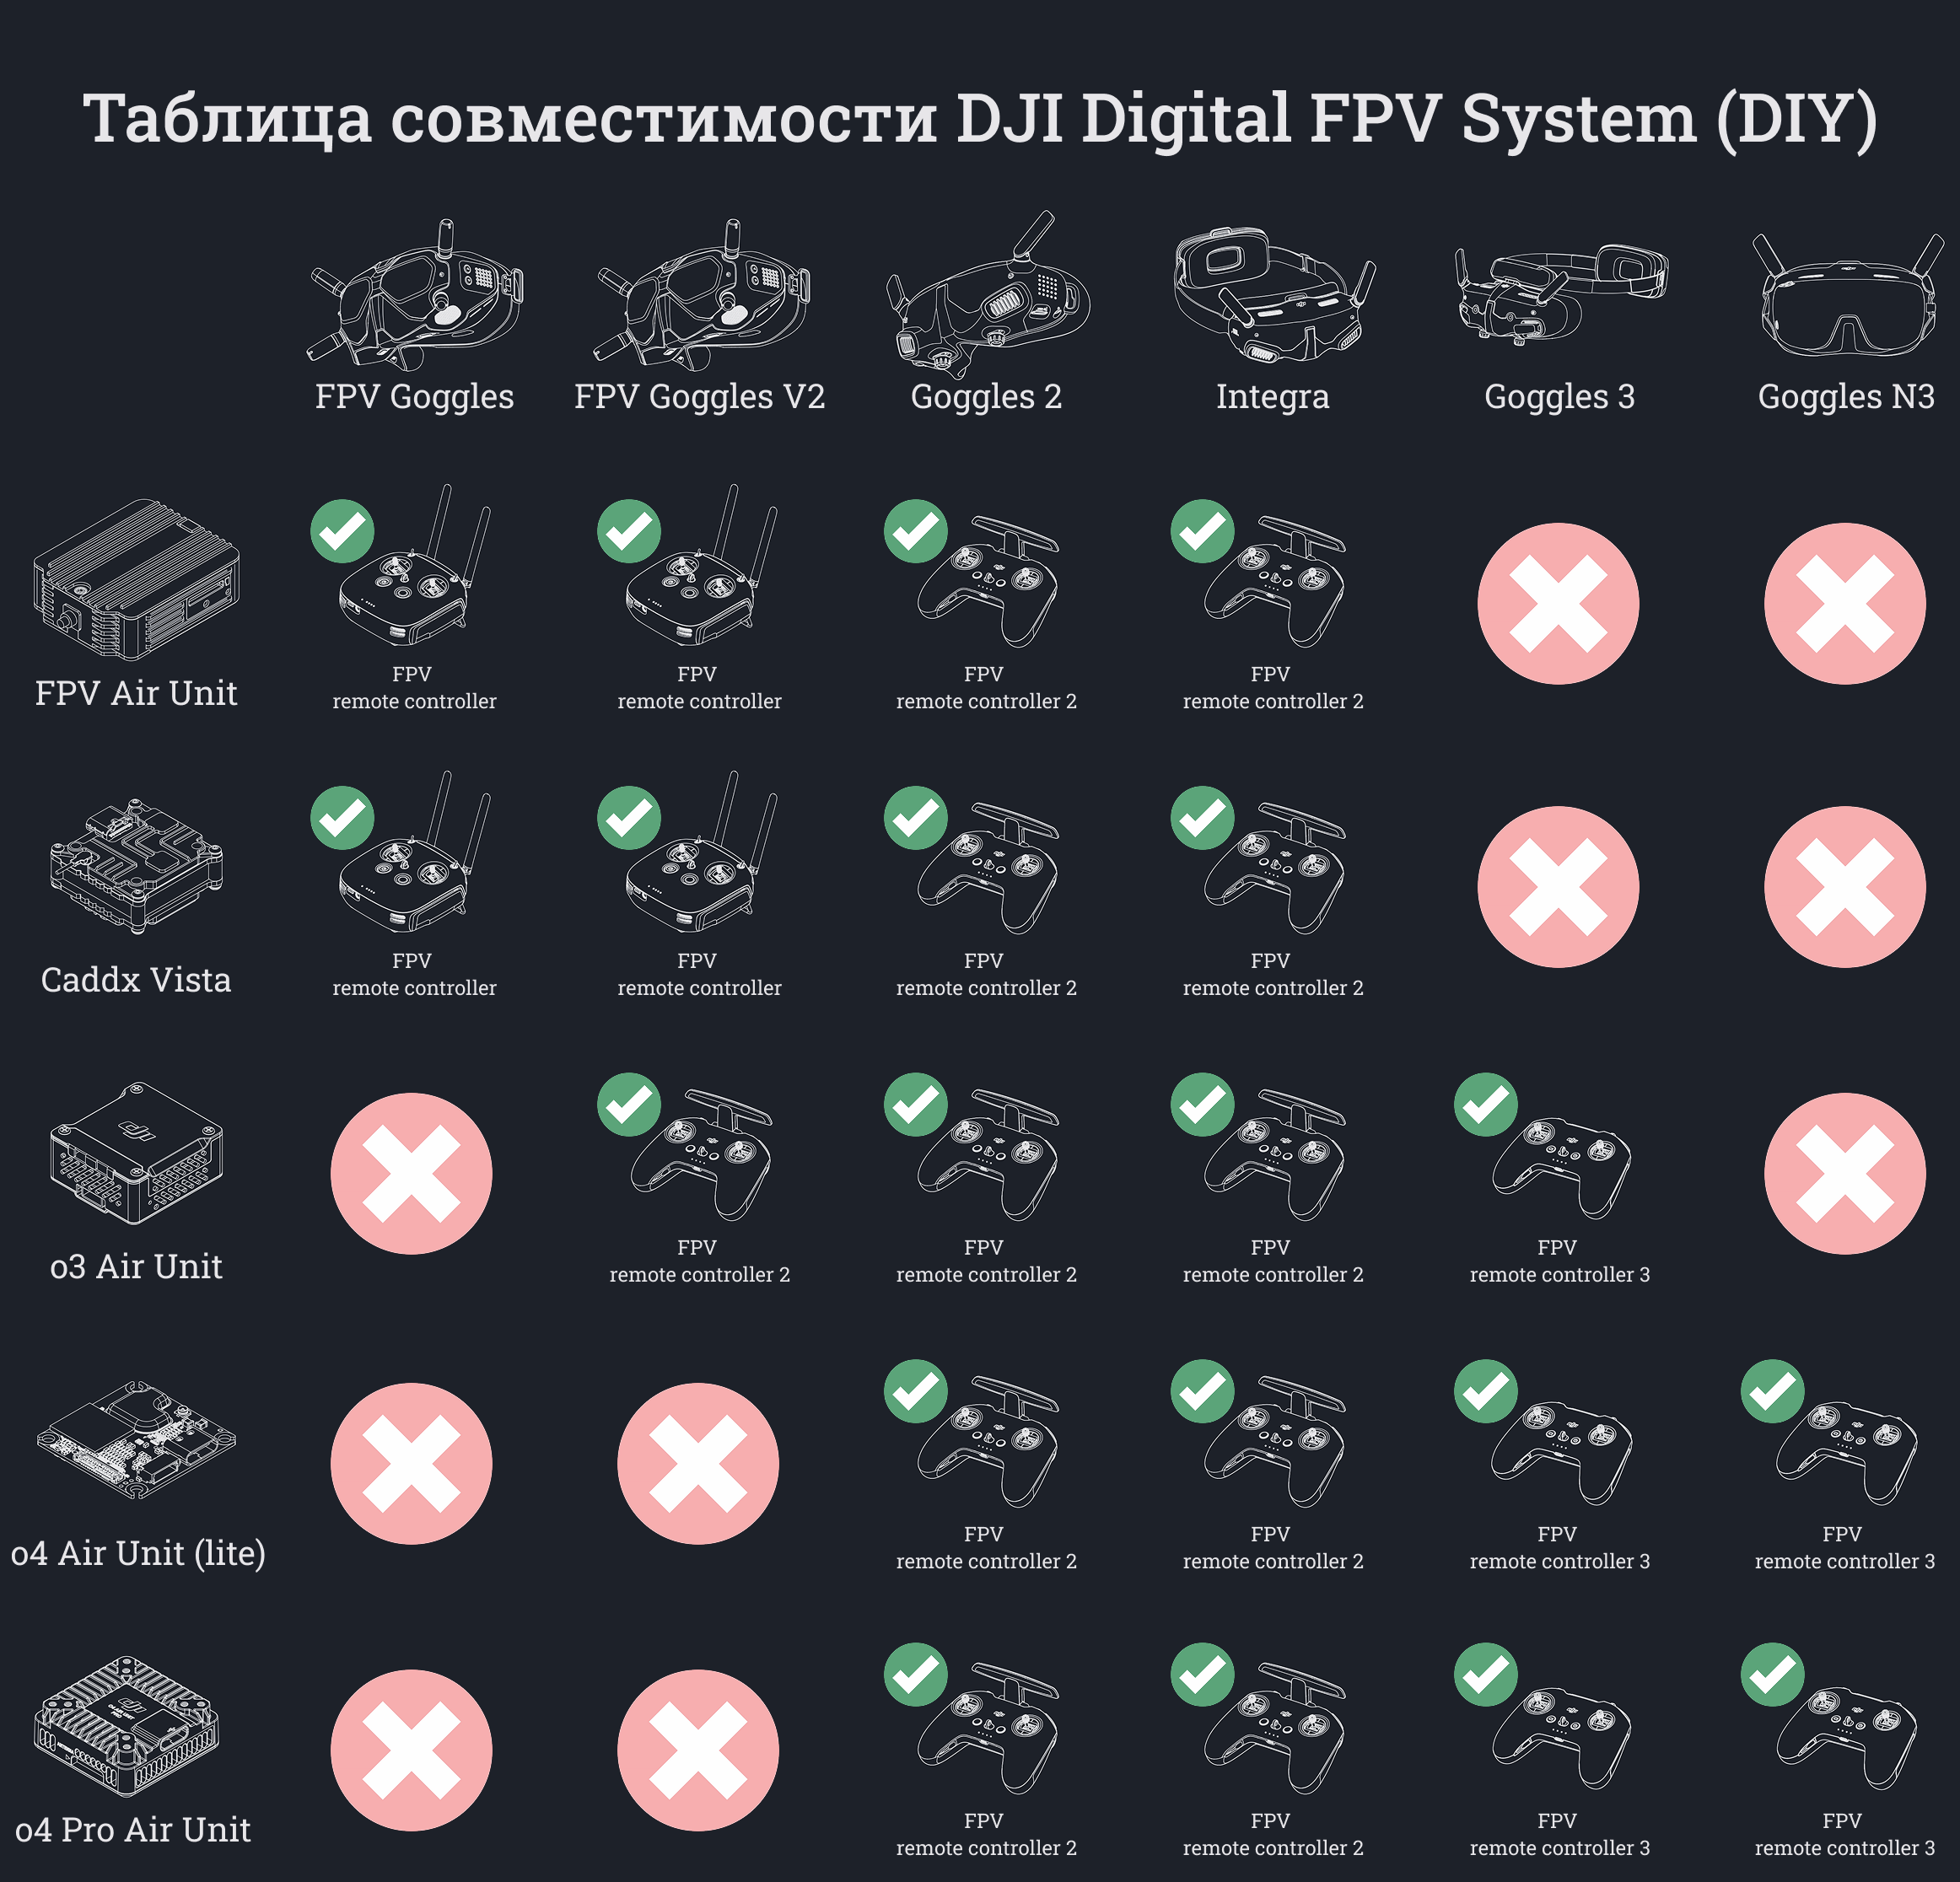 Таблица совместимости DJI Digital FPV System (DIY)
FPV Goggles
FPV Goggles V2
Goggles 2
Integra
Goggles 3
Goggles N3
FPV Air Unit
FPV
remote controller
FPV
remote controller
FPV
remote controller 2
FPV
remote controller 2
Caddx Vista
FPV
remote controller
FPV
remote controller
FPV
remote controller 2
FPV
remote controller 2
o3 Air Unit
FPV
remote controller 2
FPV
remote controller 2
FPV
remote controller 2
FPV
remote controller 3
o4 Air Unit (lite)
FPV
remote controller 2
FPV
remote controller 2
FPV
remote controller 3
FPV
remote controller 3
o4 Pro Air Unit
FPV
remote controller 2
FPV
remote controller 2
FPV
remote controller 3
FPV
remote controller 3